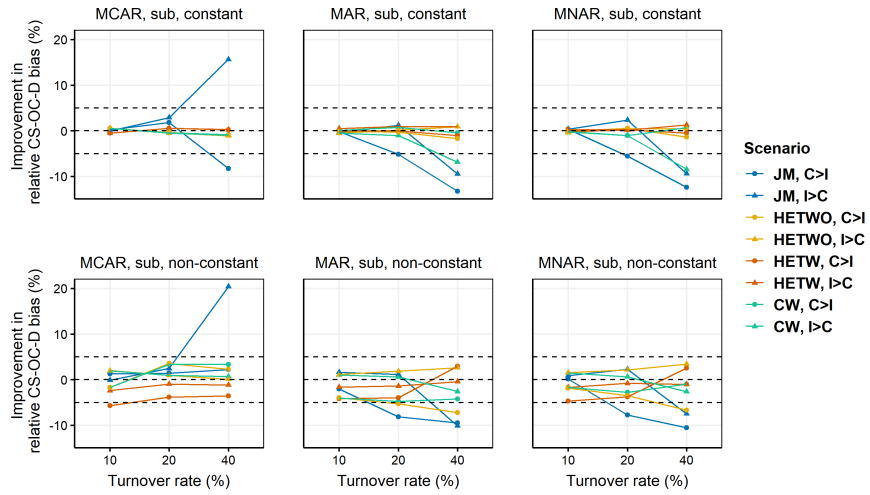 MCAR, sub, constant
MAR, sub, constant
MNAR, sub, constant
Improvement in
relative CS-OC-D bias (%)
20
10
0
-10
MCAR, sub, non-constant
MAR, sub, non-constant
MNAR, sub, non-constant
Improvement in
relative CS-OC-D bias (%)
20
10
0
-10
10 20 40
10 20 40
10 20 40
Turnover rate (%)
Turnover rate (%)
Turnover rate (%)
Scenario
JM, C>I
JM, I>C
HETWO, C>I
HETWO, I>C
HETW, C>I
HETW, I>C
CW, C>I
CW, I>C